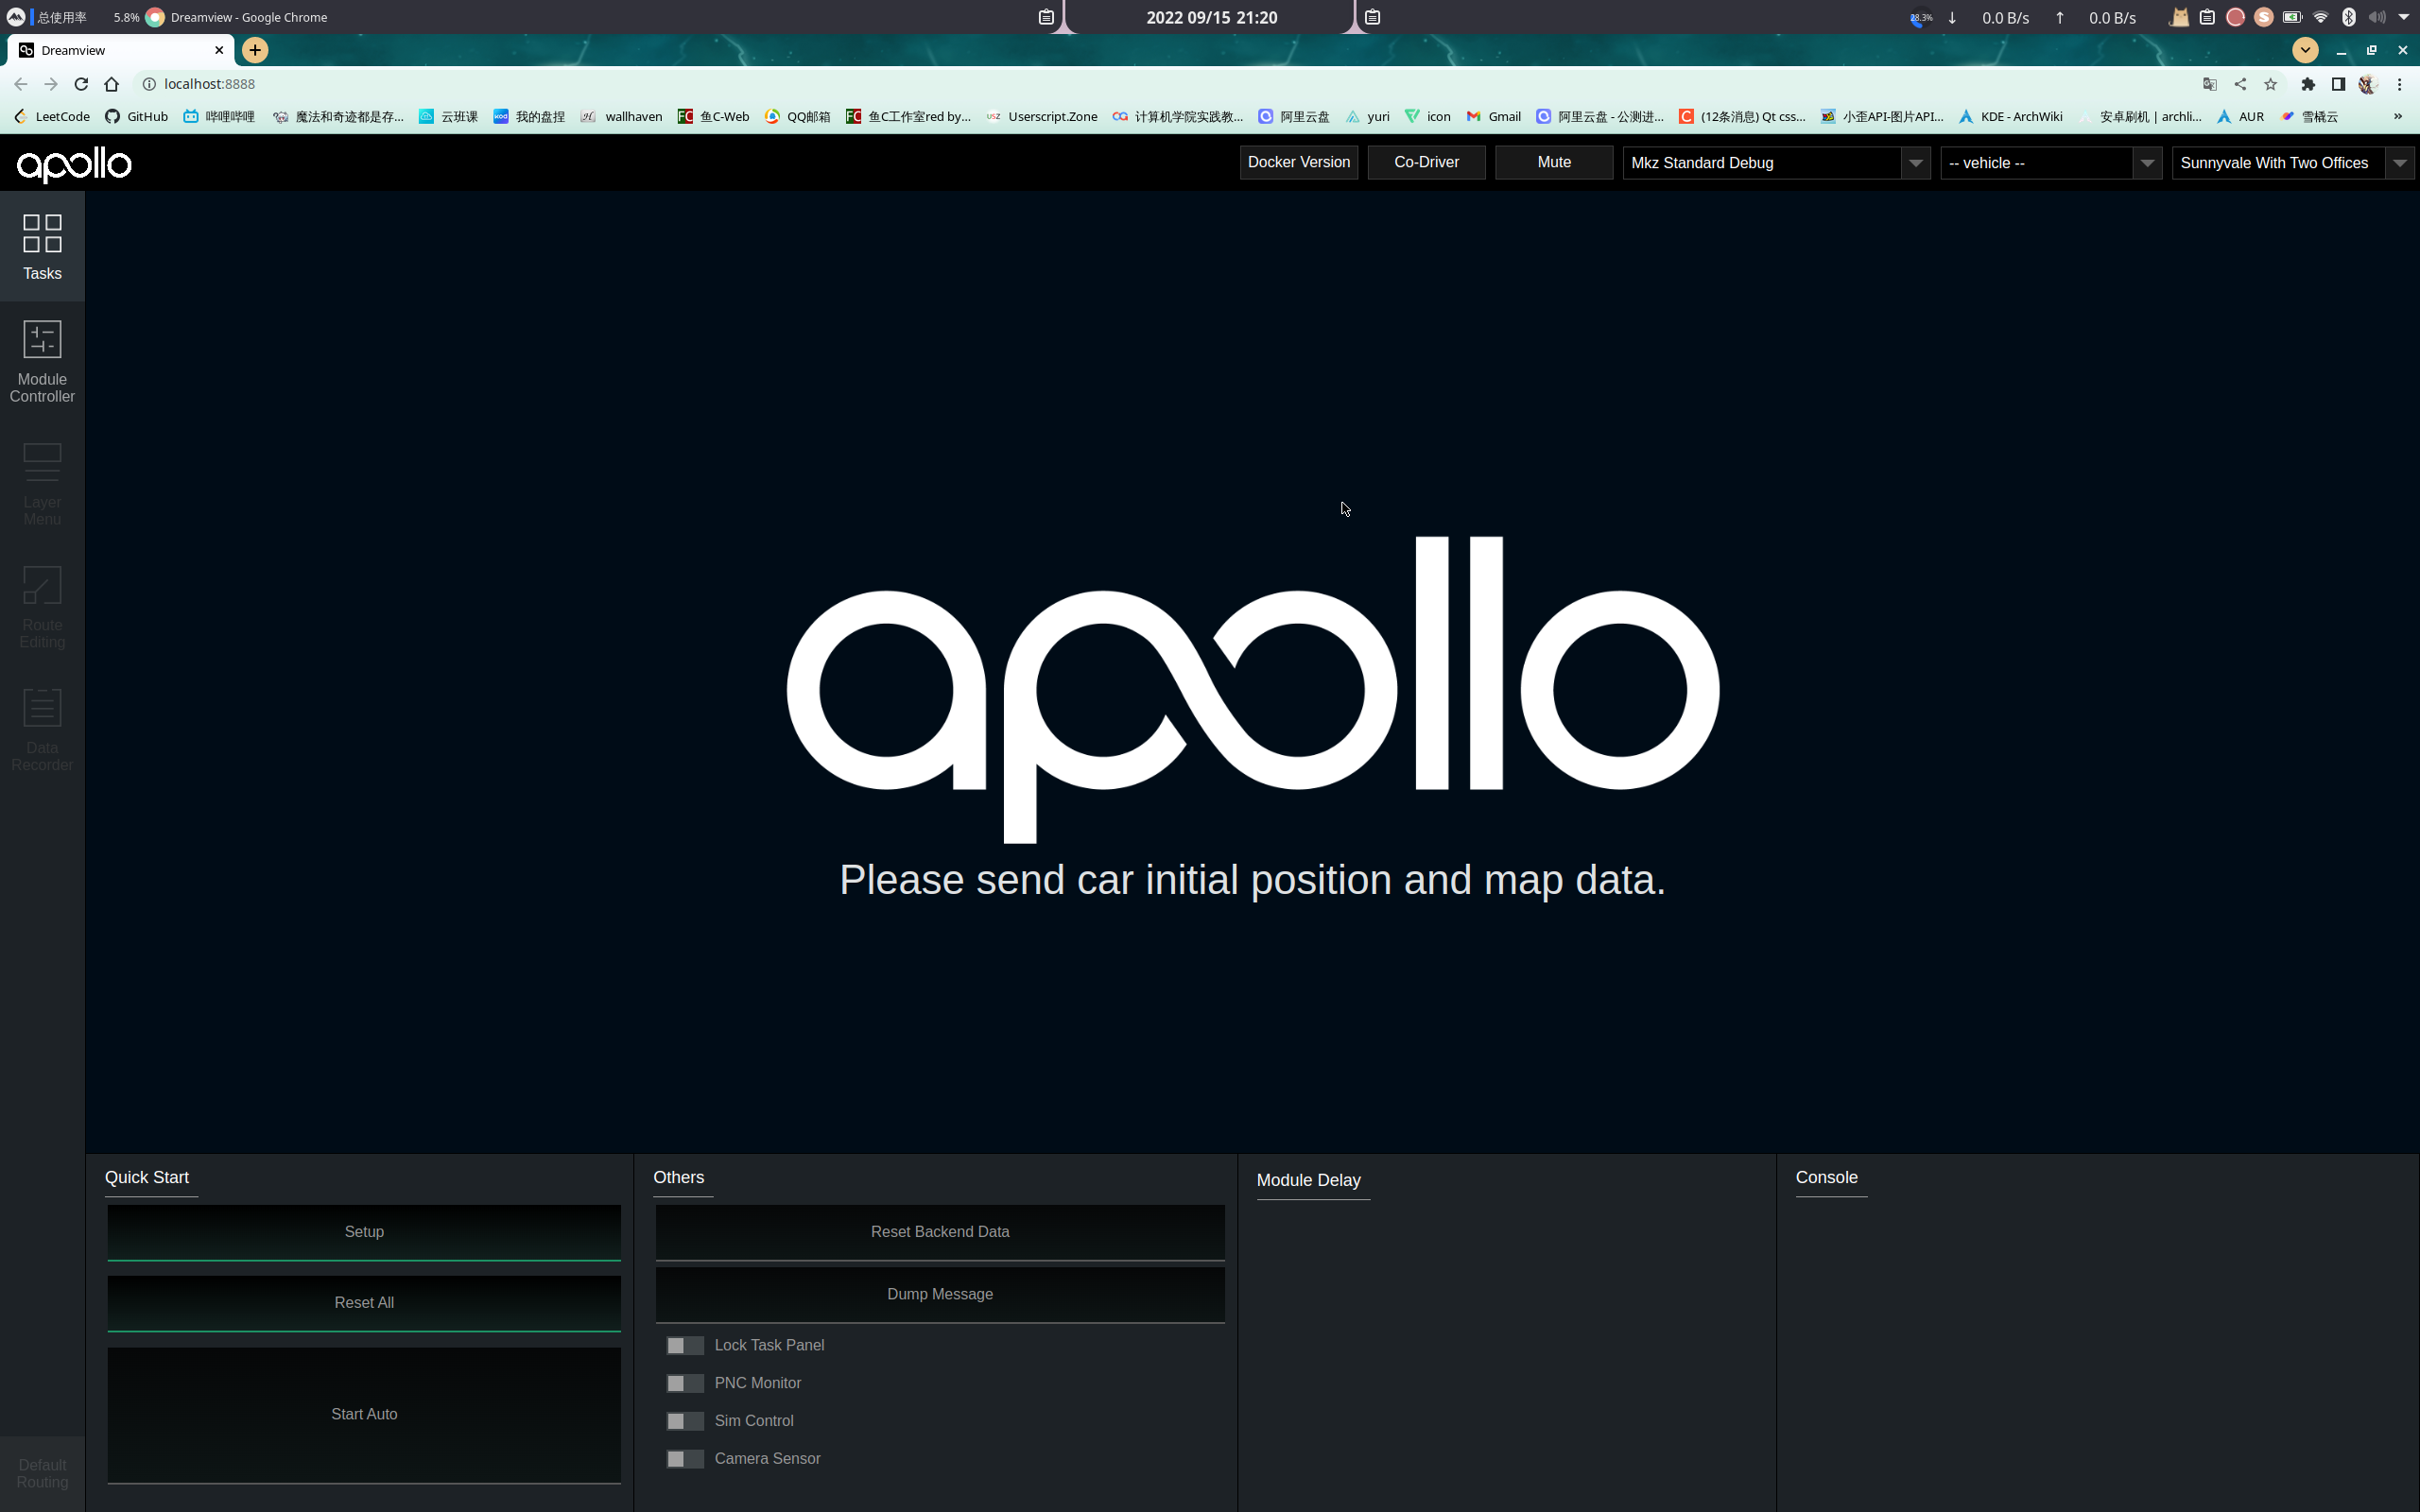 总使用率 5.8% Dreamview - Google Chrome 2022 09/15 21:20 28.3% ↓ 0.0 B/s ↑ 0.0 B/s
Dreamview
localhost:8888
LeetCode GitHub 哔哩哔哩 魔法和奇迹都是存... 云班课 我的盘捏 wallhaven 鱼C-Web QQ邮箱 鱼C工作室red by... Userscript.Zone 计算机学院实践教... 阿里云盘 yuri icon Gmail 阿里云盘 - 公测进... (12条消息) Qt css... 小歪API-图片API... KDE - ArchWiki 安卓刷机 | archli... AUR 雪橇云 »
apollo Docker Version Co-Driver Mute Mkz Standard Debug -- vehicle -- Sunnyvale With Two Offices
Tasks
Module
Controller
Layer
Menu
Route
Editing
Data
Recorder
Default
Routing
apollo
Please send car initial position and map data.
Quick Start
Setup
Reset All
Start Auto
Others
Reset Backend Data
Dump Message
Lock Task Panel
PNC Monitor
Sim Control
Camera Sensor
Module Delay
Console